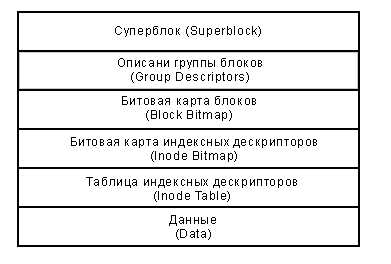 Суперблок (Superblock)
Описани группы блоков
(Group Descriptors)
Битовая карта блоков
(Block Bitmap)
Битовая карта индексных дескрипторов
(Inode Bitmap)
Таблица индексных дескрипторов
(Inode Table)
Данные
(Data)